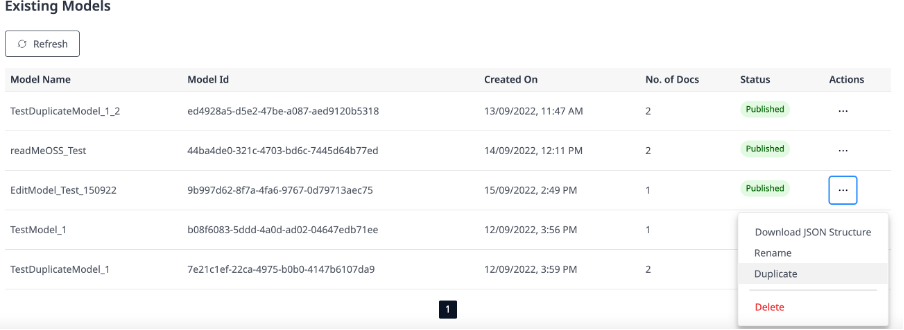 Existing Models
Refresh
Model Name Model Id Created On No. of Docs Status Actions
TestDuplicateModel_1_2 ed4928a5-d5e2-47be-a087-aed9120b5318 13/09/2022, 11:47 AM 2 Published ...
readMeOSS_Test 44ba4de0-321c-4703-bd6c-7445d64b77ed 14/09/2022, 12:11 PM 2 Published ...
EditModel_Test_150922 9b997d62-8f7a-4fa6-9767-0d79713aec75 15/09/2022, 2:49 PM 1 Published ...
TestModel_1 b08f6083-5ddd-4a0d-ad02-04647edb71ee 12/09/2022, 3:56 PM 1
TestDuplicateModel_1 7e21c1ef-22ca-4975-b0b0-4147b6107da9 12/09/2022, 3:59 PM 2
Download JSON Structure
Rename
Duplicate
Delete
1